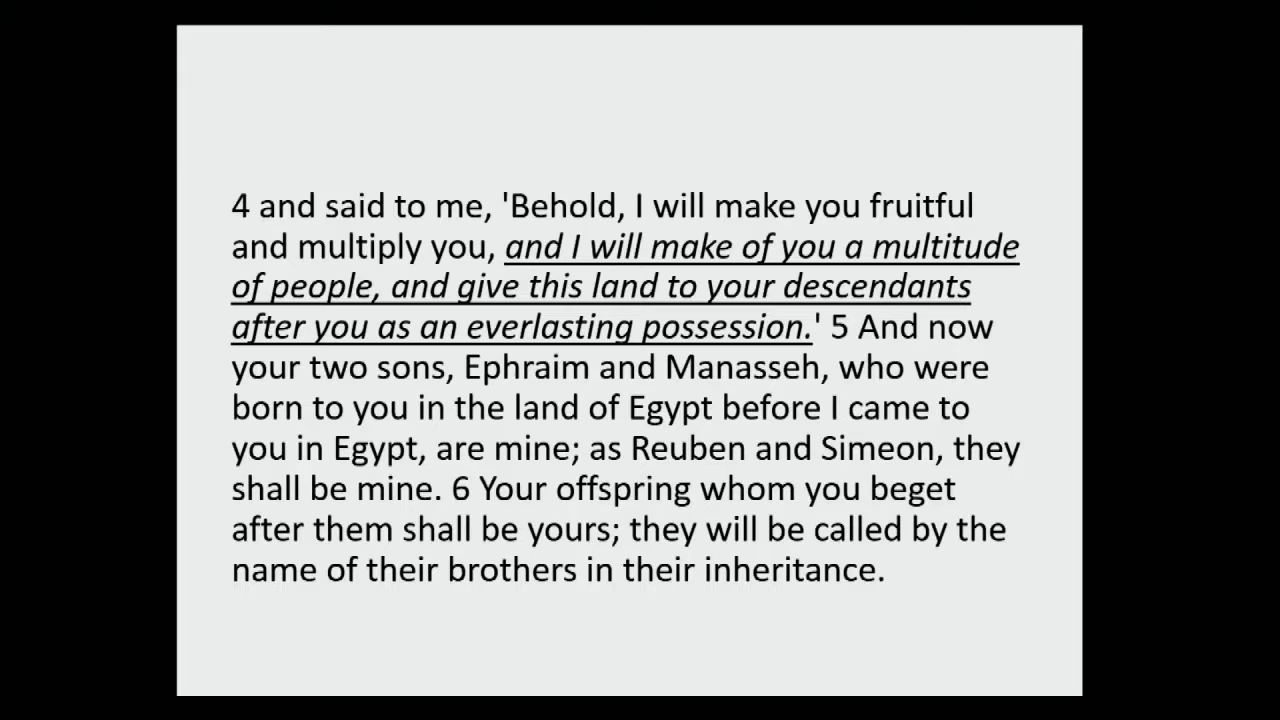 4 and said to me, 'Behold, I will make you fruitful
and multiply you, and I will make of you a multitude
of people, and give this land to your descendants
after you as an everlasting possession.' 5 And now
your two sons, Ephraim and Manasseh, who were
born to you in the land of Egypt before I came to
you in Egypt, are mine; as Reuben and Simeon, they
shall be mine. 6 Your offspring whom you beget
after them shall be yours; they will be called by the
name of their brothers in their inheritance.